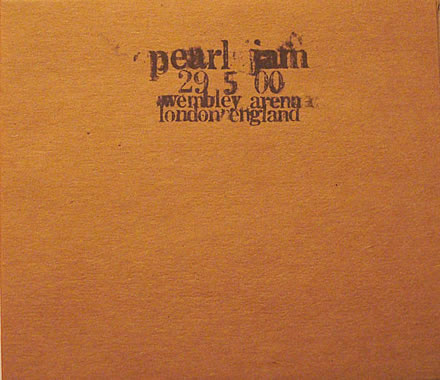 pearl jam
29 5 00
wembley arena
london, england